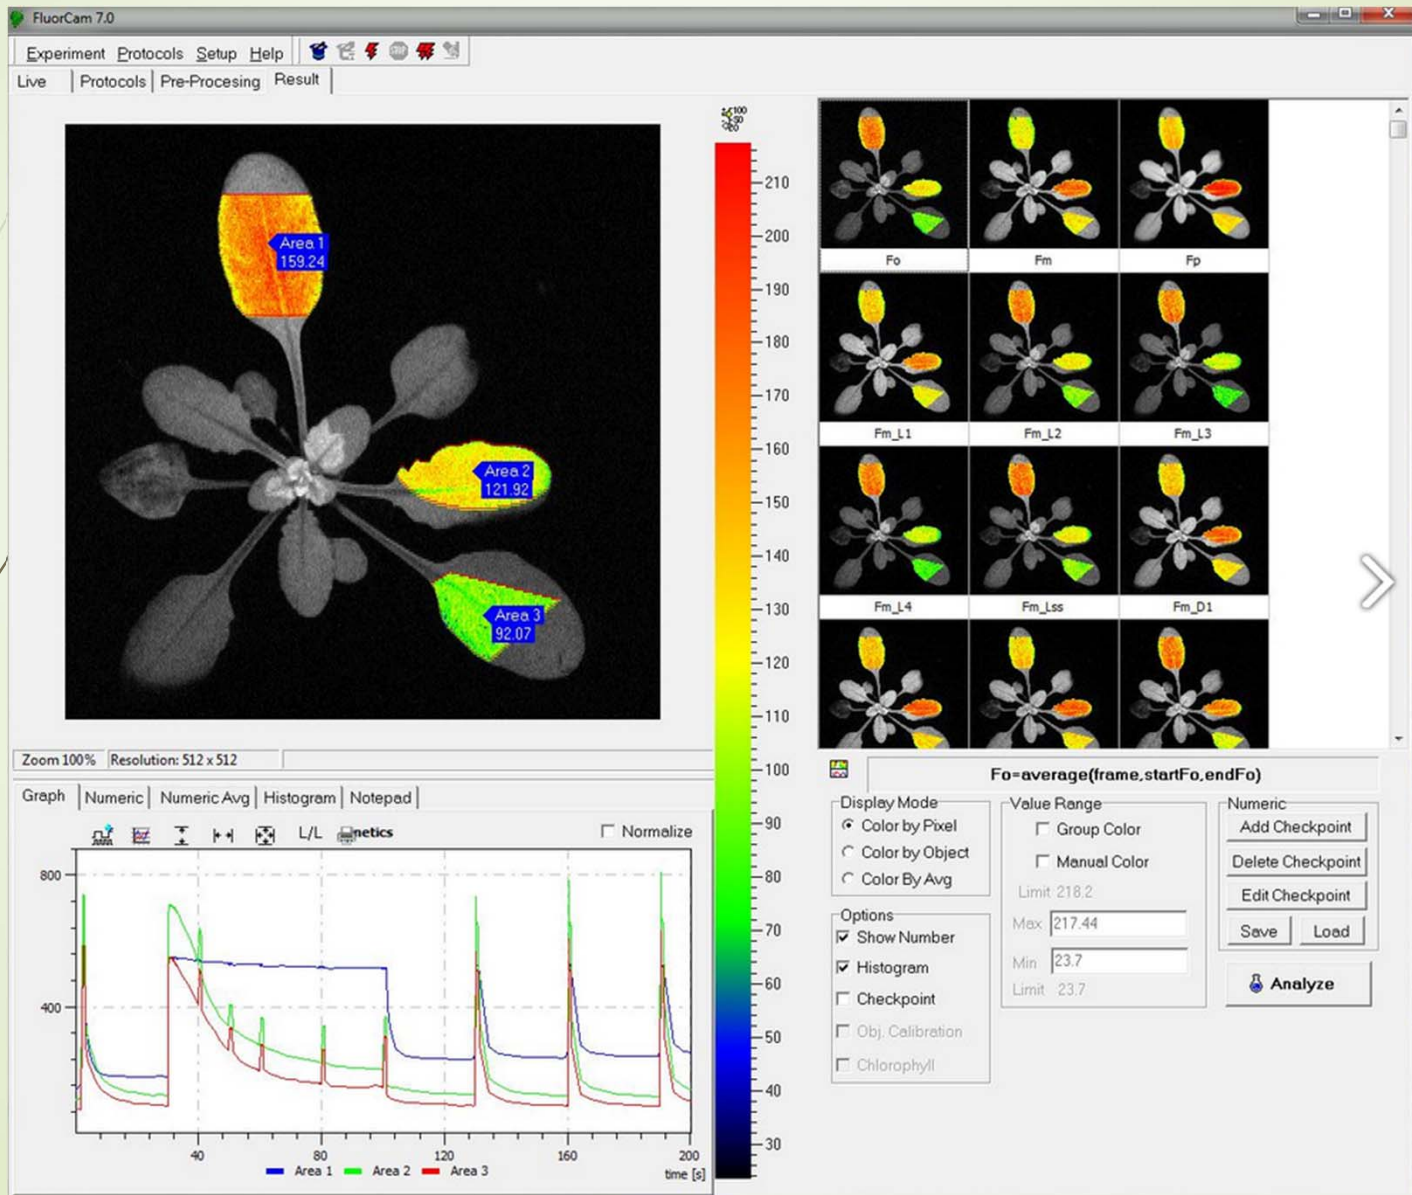 FluorCam 7.0
Experiment Protocols Setup Help
Live Protocols Pre-Procesing Result
Area 1
159.24
Area 2
121.92
Area 3
92.07
210
200
190
180
170
160
150
140
130
120
110
100
90
80
70
60
50
40
30
Fo Fm Fp
Fm_L1 Fm_L2 Fm_L3
Fm_L4 Fm_Lss Fm_D1
Zoom 100% Resolution: 512 x 512
Graph Numeric Numeric Avg Histogram Notepad
L/L netics Normalize
800
400
40 80 120 160 200
Area 1 Area 2 Area 3 time [s]
Fo=average(frame,startFo,endFo)
Display Mode
Color by Pixel
Color by Object
Color By Avg
Options
Show Number
Histogram
Checkpoint
Obj. Calibration
Chlorophyll
Value Range
Group Color
Manual Color
Limit 218.2
Max 217.44
Min 23.7
Limit 23.7
Numeric
Add Checkpoint
Delete Checkpoint
Edit Checkpoint
Save Load
Analyze